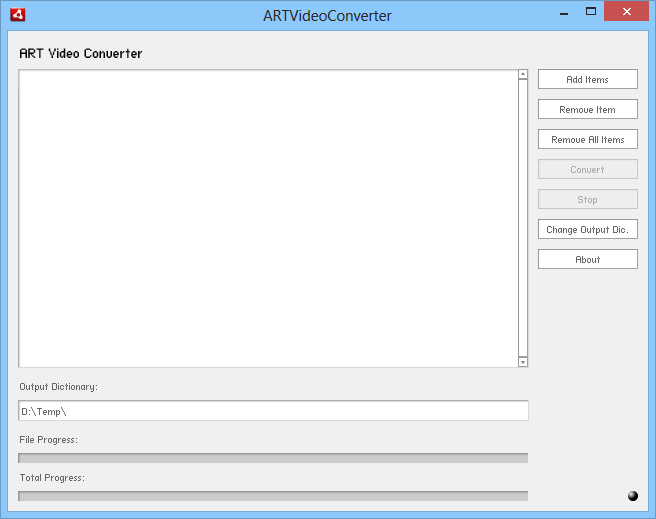 ARTVideoConverter
ART Video Converter
Add Items
Remove Item
Remove All Items
Convert
Stop
Change Output Dic.
About
Output Dictionary:
D:\Temp\
File Progress:
Total Progress: